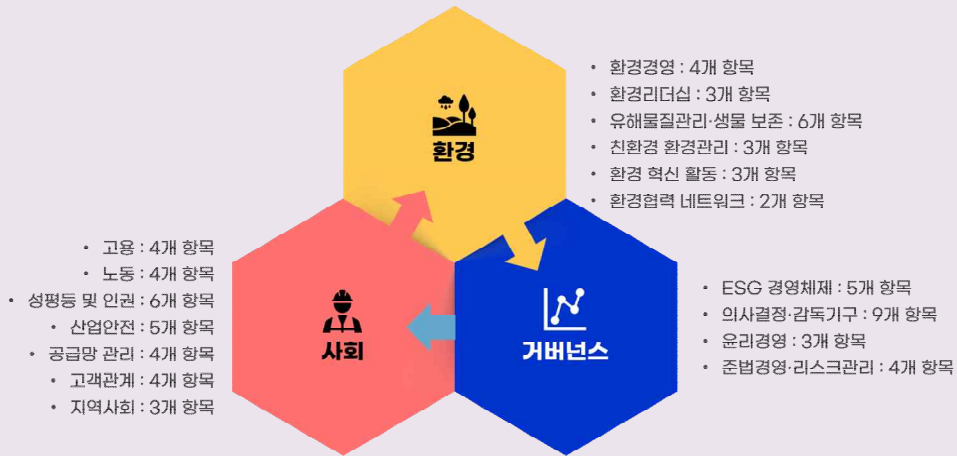 환경
• 환경경영 : 4개 항목
• 환경리더십 : 3개 항목
• 유해물질관리·생물 보존 : 6개 항목
• 친환경 환경관리 : 3개 항목
• 환경 혁신 활동 : 3개 항목
• 환경협력 네트워크 : 2개 항목
• 고용 : 4개 항목
• 노동 : 4개 항목
• 성평등 및 인권 : 6개 항목
• 산업안전 : 5개 항목
• 공급망 관리 : 4개 항목
• 고객관계 : 4개 항목
• 지역사회 : 3개 항목
사회
거버넌스
• ESG 경영체제 : 5개 항목
• 의사결정·감독기구 : 9개 항목
• 윤리경영 : 3개 항목
• 준법경영·리스크관리 : 4개 항목